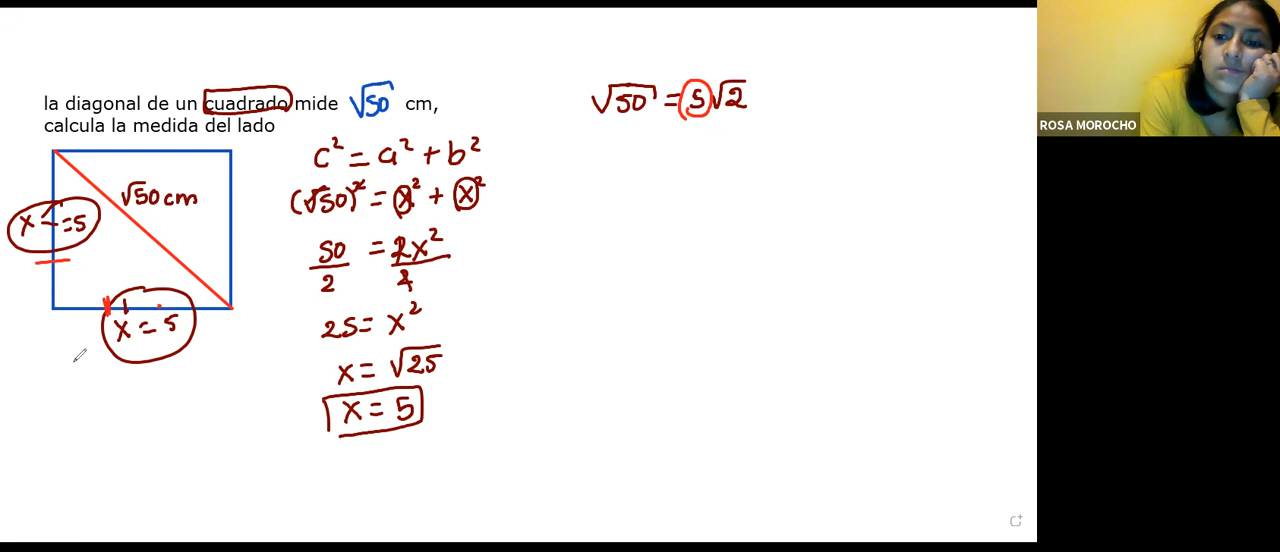 la diagonal de un cuadrado mide √50 cm,
calcula la medida del lado
√50 = 5√2
c² = a² + b²
(√50)² = x² + x²
50/2 = 2x²/2
25 = x²
x = √25
x = 5
√50 cm
x = 5
x = 5
ROSA MOROCHO